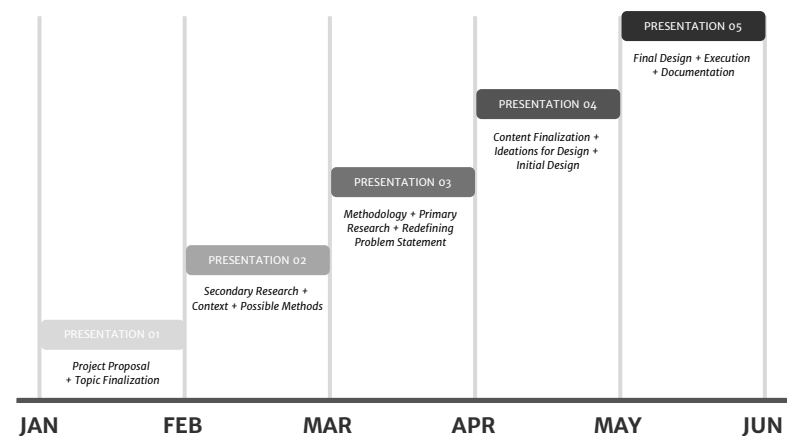 PRESENTATION 05
Final Design + Execution
+ Documentation
PRESENTATION 04
Content Finalization +
Ideations for Design +
Initial Design
PRESENTATION 03
Methodology + Primary
Research + Redefining
Problem Statement
PRESENTATION 02
Secondary Research +
Context + Possible Methods
PRESENTATION 01
Project Proposal
+ Topic Finalization
JAN FEB MAR APR MAY JUN